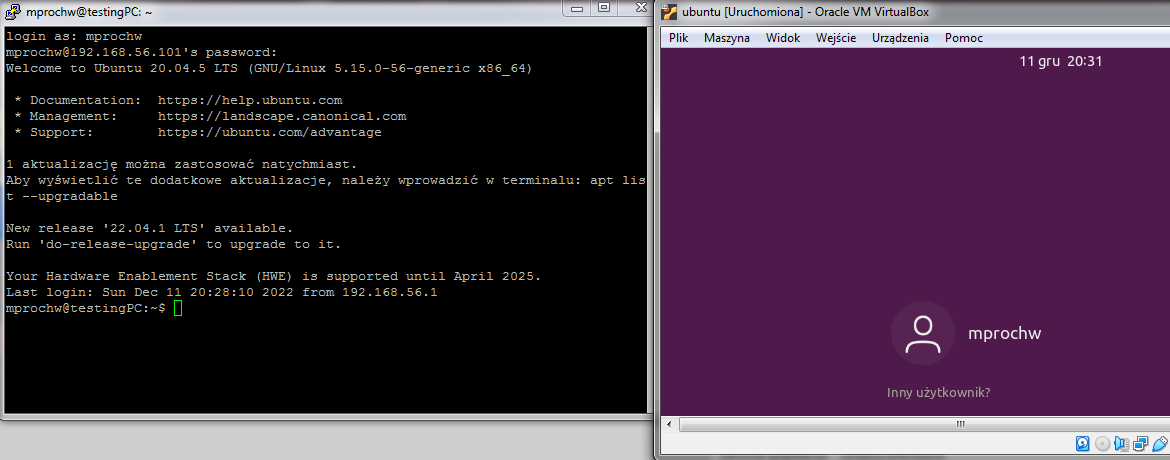 mprochw@testingPC: ~
login as: mprochw
mprochw@192.168.56.101's password:
Welcome to Ubuntu 20.04.5 LTS (GNU/Linux 5.15.0-56-generic x86_64)
* Documentation: https://help.ubuntu.com
* Management: https://landscape.canonical.com
* Support: https://ubuntu.com/advantage
1 aktualizację można zastosować natychmiast.
Aby wyświetlić te dodatkowe aktualizacje, należy wprowadzić w terminalu: apt lis
t --upgradable
New release '22.04.1 LTS' available.
Run 'do-release-upgrade' to upgrade to it.
Your Hardware Enablement Stack (HWE) is supported until April 2025.
Last login: Sun Dec 11 20:28:10 2022 from 192.168.56.1
mprochw@testingPC:~$
ubuntu [Uruchomiona] - Oracle VM VirtualBox
Plik Maszyna Widok Wejście Urządzenia Pomoc
11 gru 20:31
mprochw
Inny użytkownik?